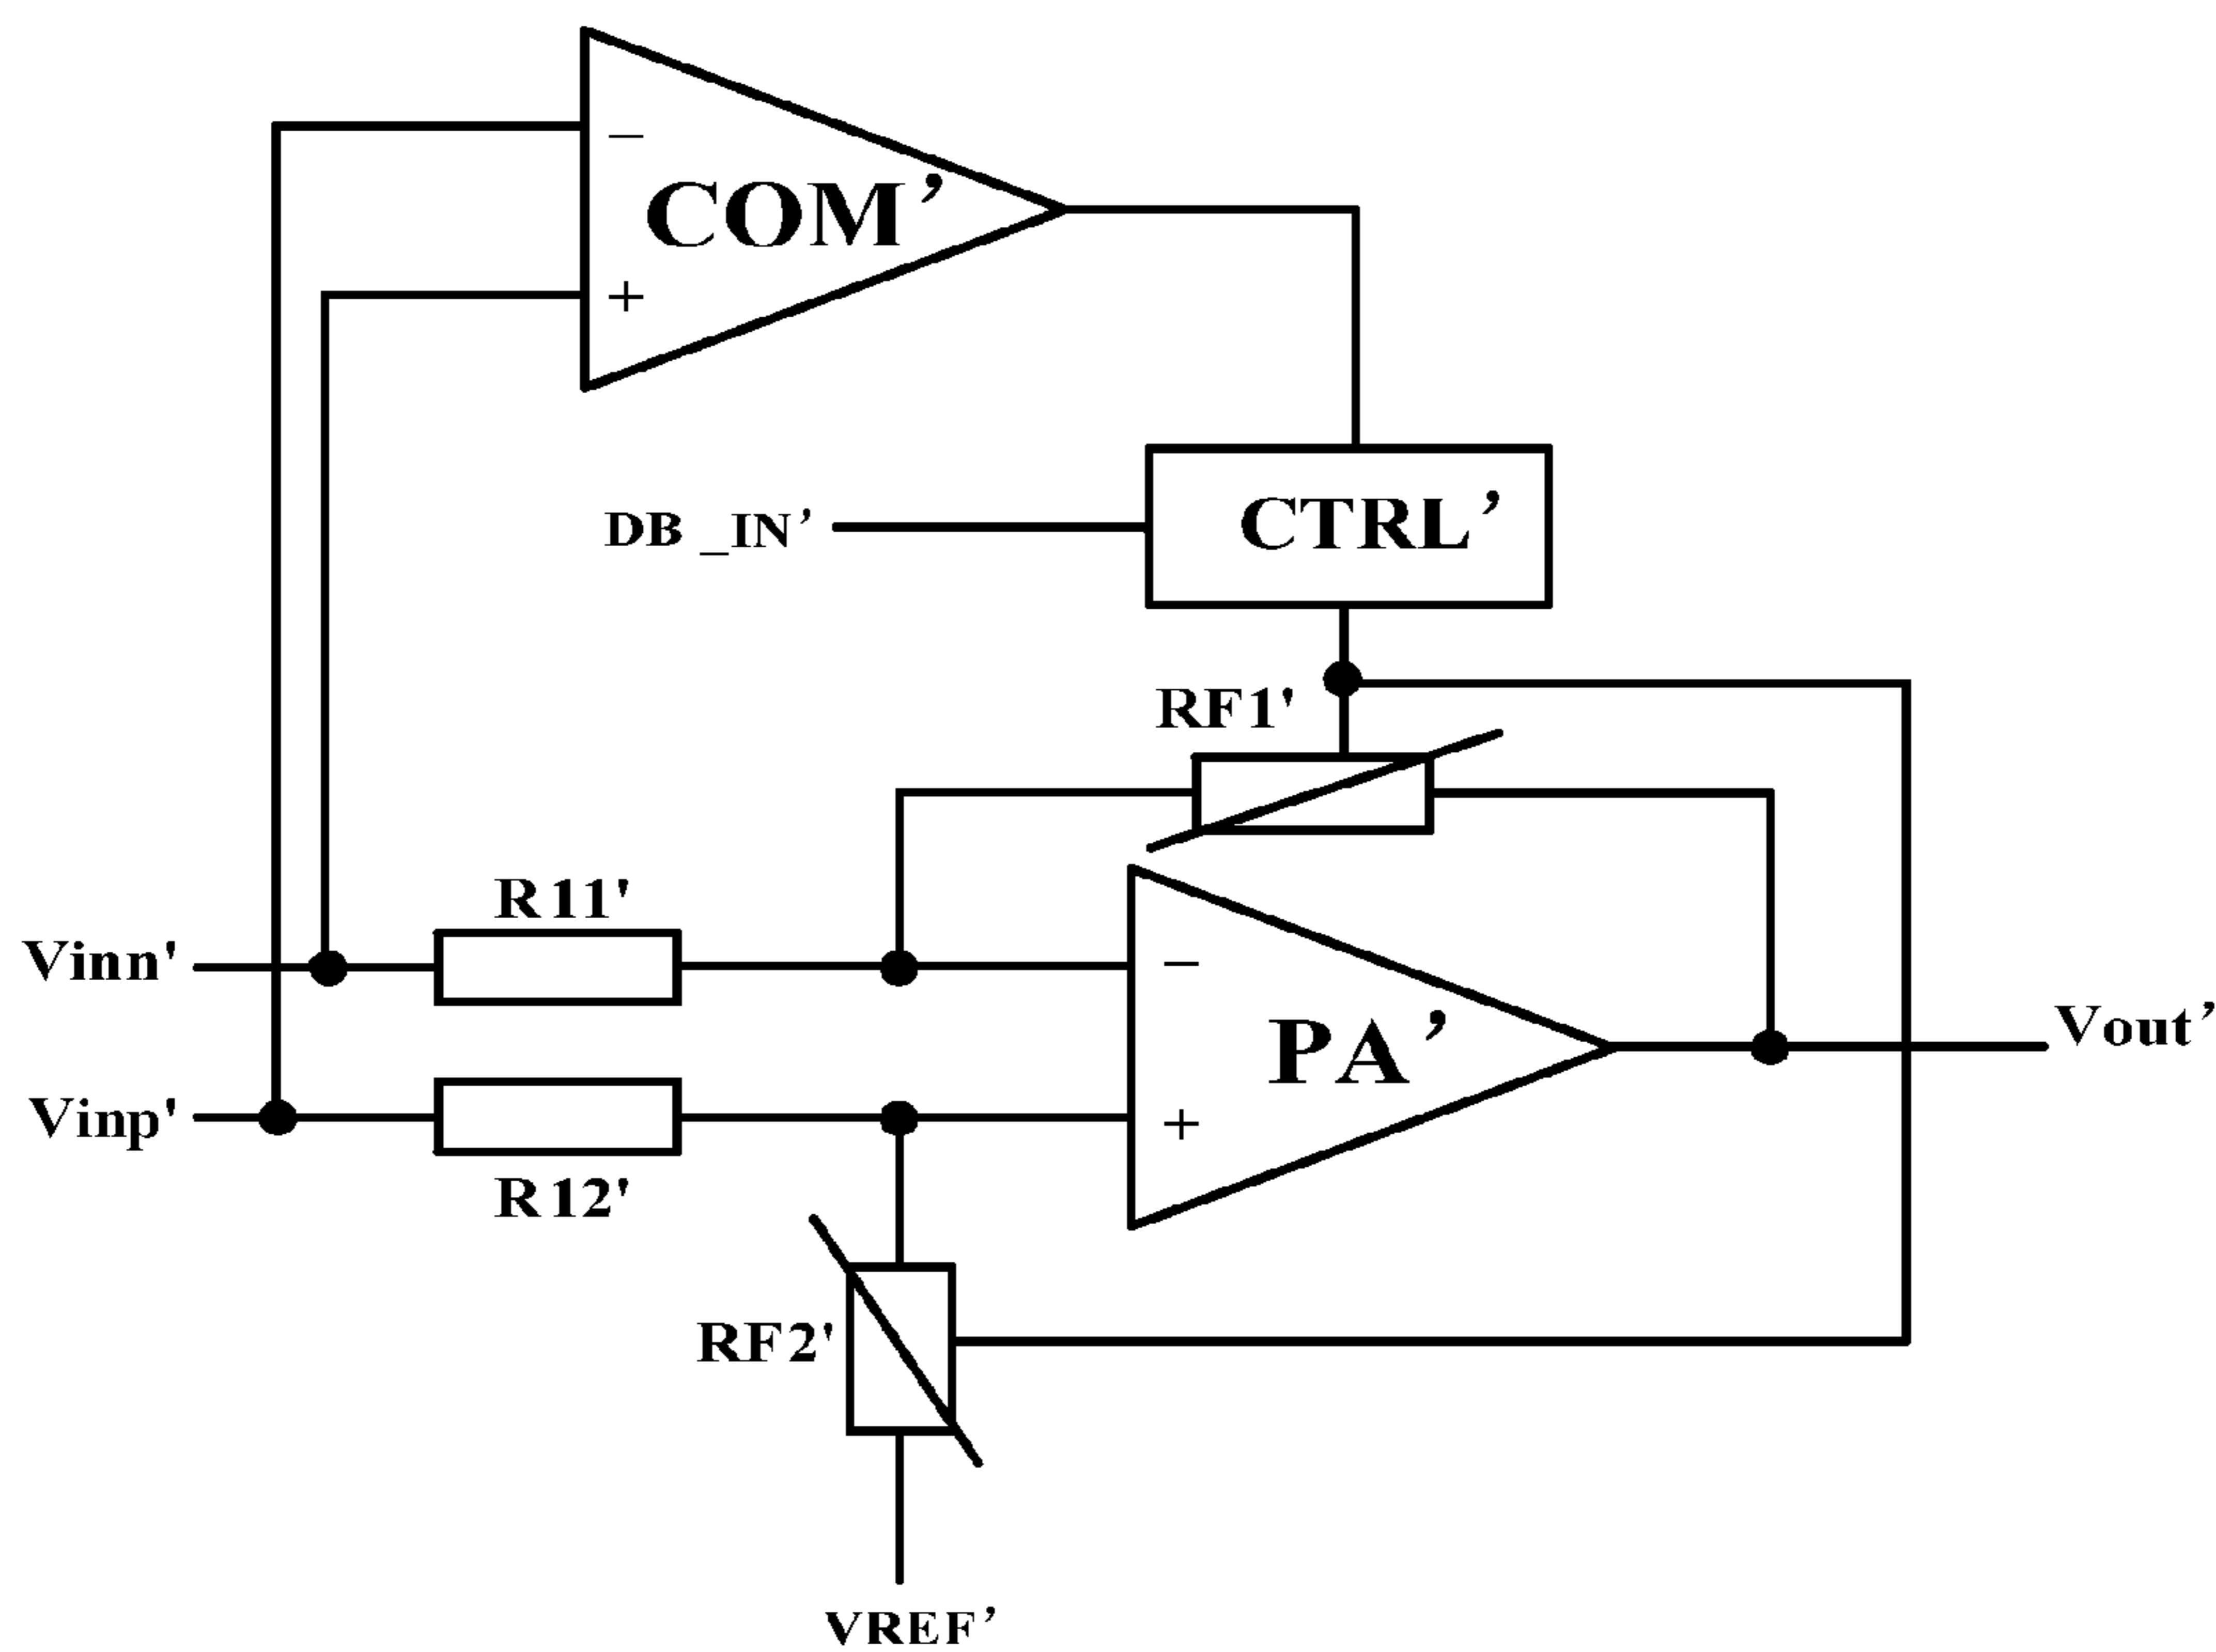 −
COM’
+
DB _IN’
CTRL’
RF1'
R11'
Vinn'
−
PA’
Vout’
Vinp'
+
R12'
RF2'
VREF’